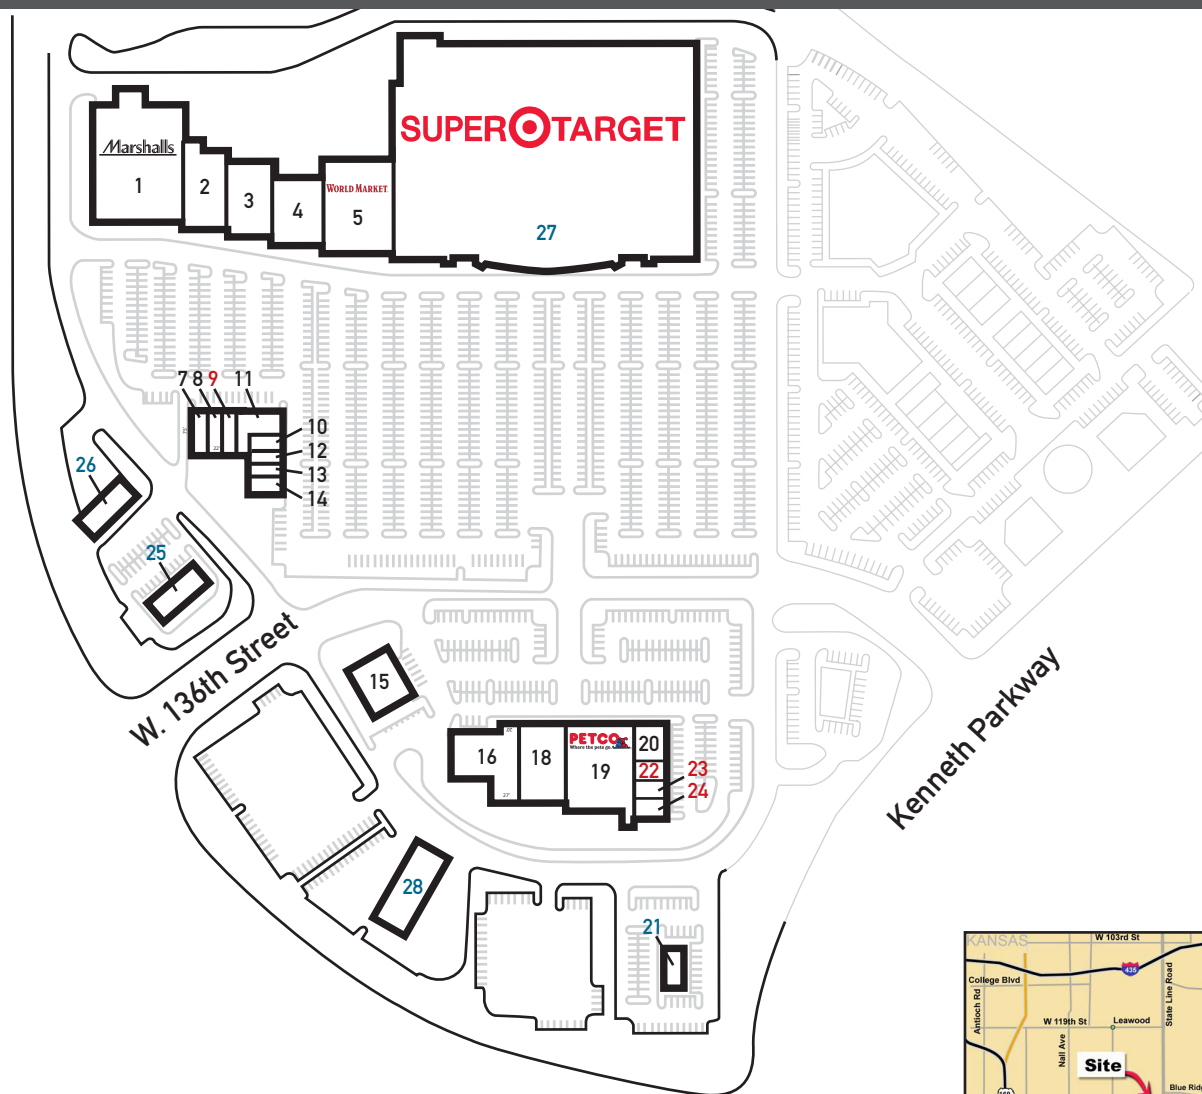 SUPER TARGET
Marshalls
1
2
3
4
WORLD MARKET
5
27
7 8 9 11
10
12
13
14
26
25
W. 136th Street
15
16
18
PETCO
Where the pets go.
19
20
22
23
24
22'
27'
28
21
Kenneth Parkway
KANSAS
W 103rd St
435
College Blvd
Antioch Rd
State Line Road
W 119th St
Leawood
Nall Ave
Site
Blue Ridg